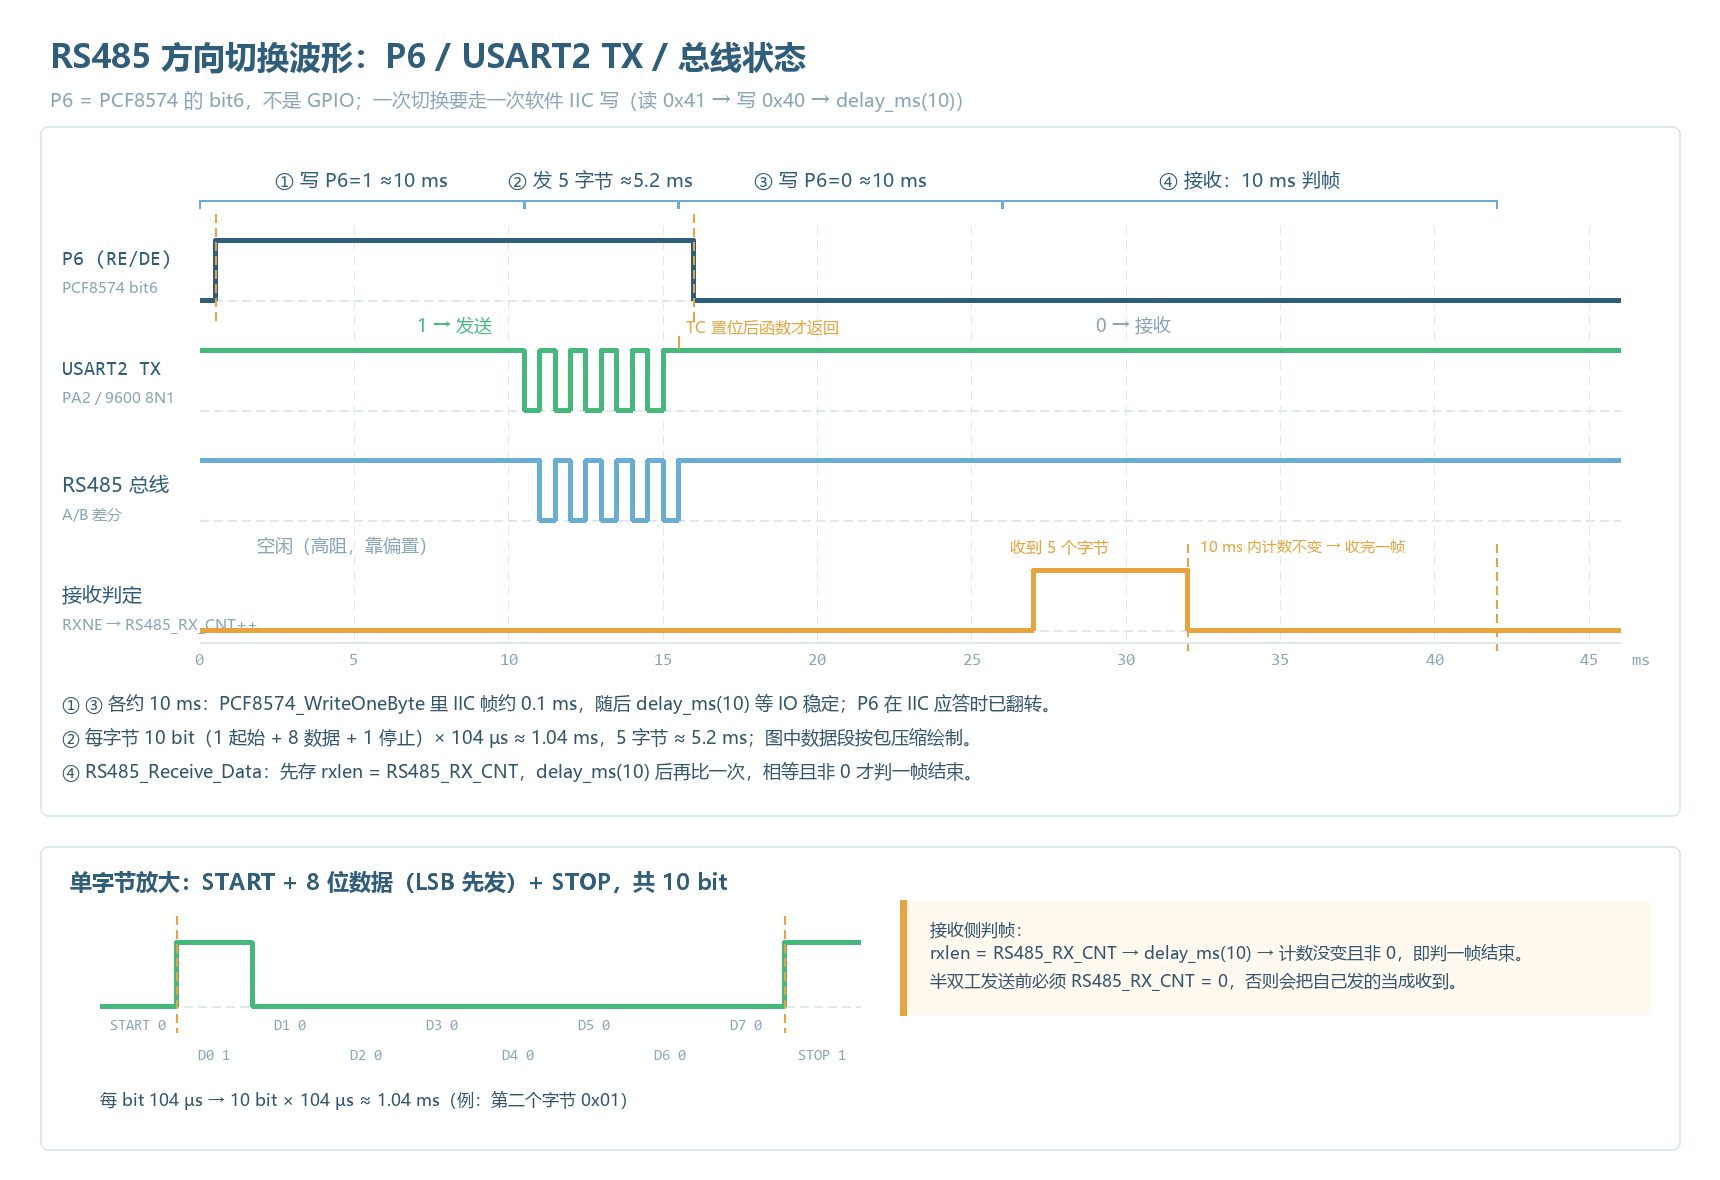 RS485 方向切换波形：P6 / USART2 TX / 总线状态
P6 = PCF8574 的 bit6，不是 GPIO；一次切换要走一次软件 IIC 写（读 0x41 → 写 0x40 → delay_ms(10)）
① 写 P6=1 ≈10 ms
② 发 5 字节 ≈5.2 ms
③ 写 P6=0 ≈10 ms
④ 接收：10 ms 判帧
P6 (RE/DE)
PCF8574 bit6
1 → 发送
TC 置位后函数才返回
0 → 接收
USART2 TX
PA2 / 9600 8N1
RS485 总线
A/B 差分
空闲（高阻，靠偏置）
收到 5 个字节
10 ms 内计数不变 → 收完一帧
接收判定
RXNE → RS485_RX_CNT++
0 5 10 15 20 25 30 35 40 45 ms
① ③ 各约 10 ms：PCF8574_WriteOneByte 里 IIC 帧约 0.1 ms，随后 delay_ms(10) 等 IO 稳定；P6 在 IIC 应答时已翻转。
② 每字节 10 bit（1 起始 + 8 数据 + 1 停止）× 104 µs ≈ 1.04 ms，5 字节 ≈ 5.2 ms；图中数据段按包压缩绘制。
④ RS485_Receive_Data：先存 rxlen = RS485_RX_CNT，delay_ms(10) 后再比一次，相等且非 0 才判一帧结束。
单字节放大：START + 8 位数据（LSB 先发）+ STOP，共 10 bit
START 0 D1 0 D3 0 D5 0 D7 0
D0 1 D2 0 D4 0 D6 0 STOP 1
每 bit 104 µs → 10 bit × 104 µs ≈ 1.04 ms（例：第二个字节 0x01）
接收侧判帧：
rxlen = RS485_RX_CNT → delay_ms(10) → 计数没变且非 0，即判一帧结束。
半双工发送前必须 RS485_RX_CNT = 0，否则会把自己发的当成收到。